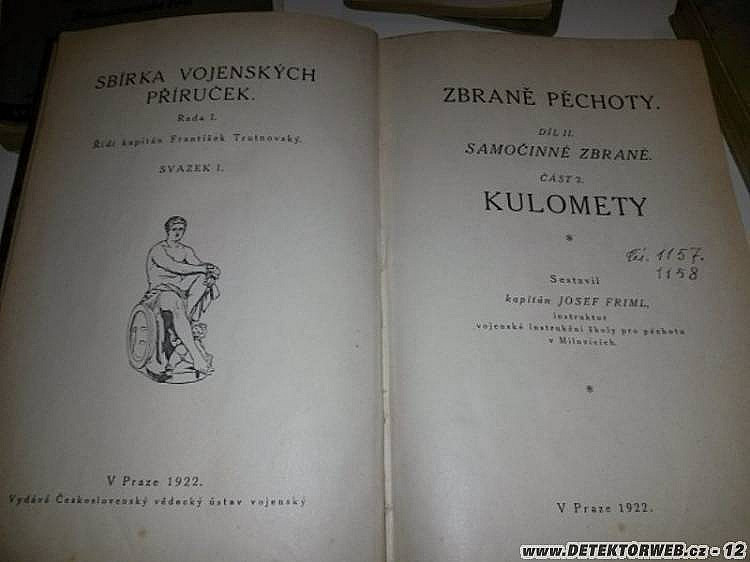 SBÍRKA VOJENSKÝCH
PŘÍRUČEK.
Řada I.
Řídí kapitán František Trutnovský.
SVAZEK I.
V Praze 1922.
Vydává Československý vědecký ústav vojenský
ZBRANĚ PĚCHOTY.
DÍL II.
SAMOČINNÉ ZBRANĚ.
ČÁST 2.
KULOMETY
*
čís. 1157.
1158
Sestavil
kapitán JOSEF FRIML,
instruktor
vojenské instrukční školy pro pěchotu
v Milovicích.
*
V Praze 1922.
www.DETEKTORWEB.cz - 12